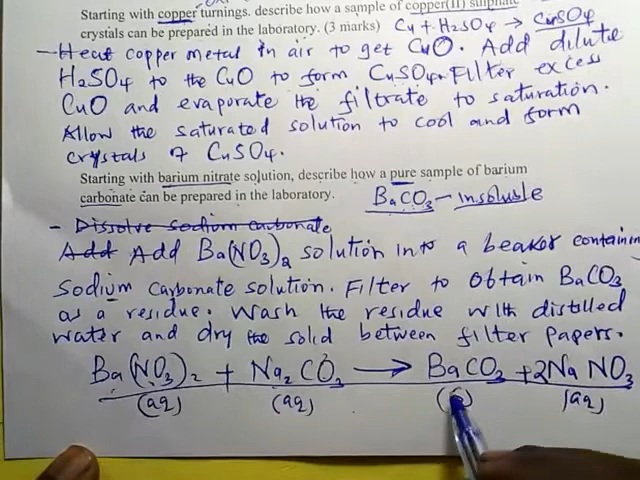 Starting with copper turnings. describe how a sample of copper(II) sulphate
crystals can be prepared in the laboratory. (3 marks) Cu + H2SO4 → CuSO4
- Heat copper metal in air to get CuO. Add dilute
H2SO4 to the CuO to form CuSO4. Filter excess
CuO and evaporate the filtrate to saturation.
Allow the saturated solution to cool and form
crystals of CuSO4.
Starting with barium nitrate solution, describe how a pure sample of barium
carbonate can be prepared in the laboratory. BaCO3 - insoluble
- Dissolve sodium carbonate
Add Add Ba(NO3)2 solution into a beaker containin
Sodium carbonate solution. Filter to obtain BaCO3
as a residue. Wash the residue with distilled
water and dry the solid between filter papers.
Ba(NO3)2 + Na2CO3 → BaCO3 + 2NaNO3
(aq) (aq) (s) (aq)